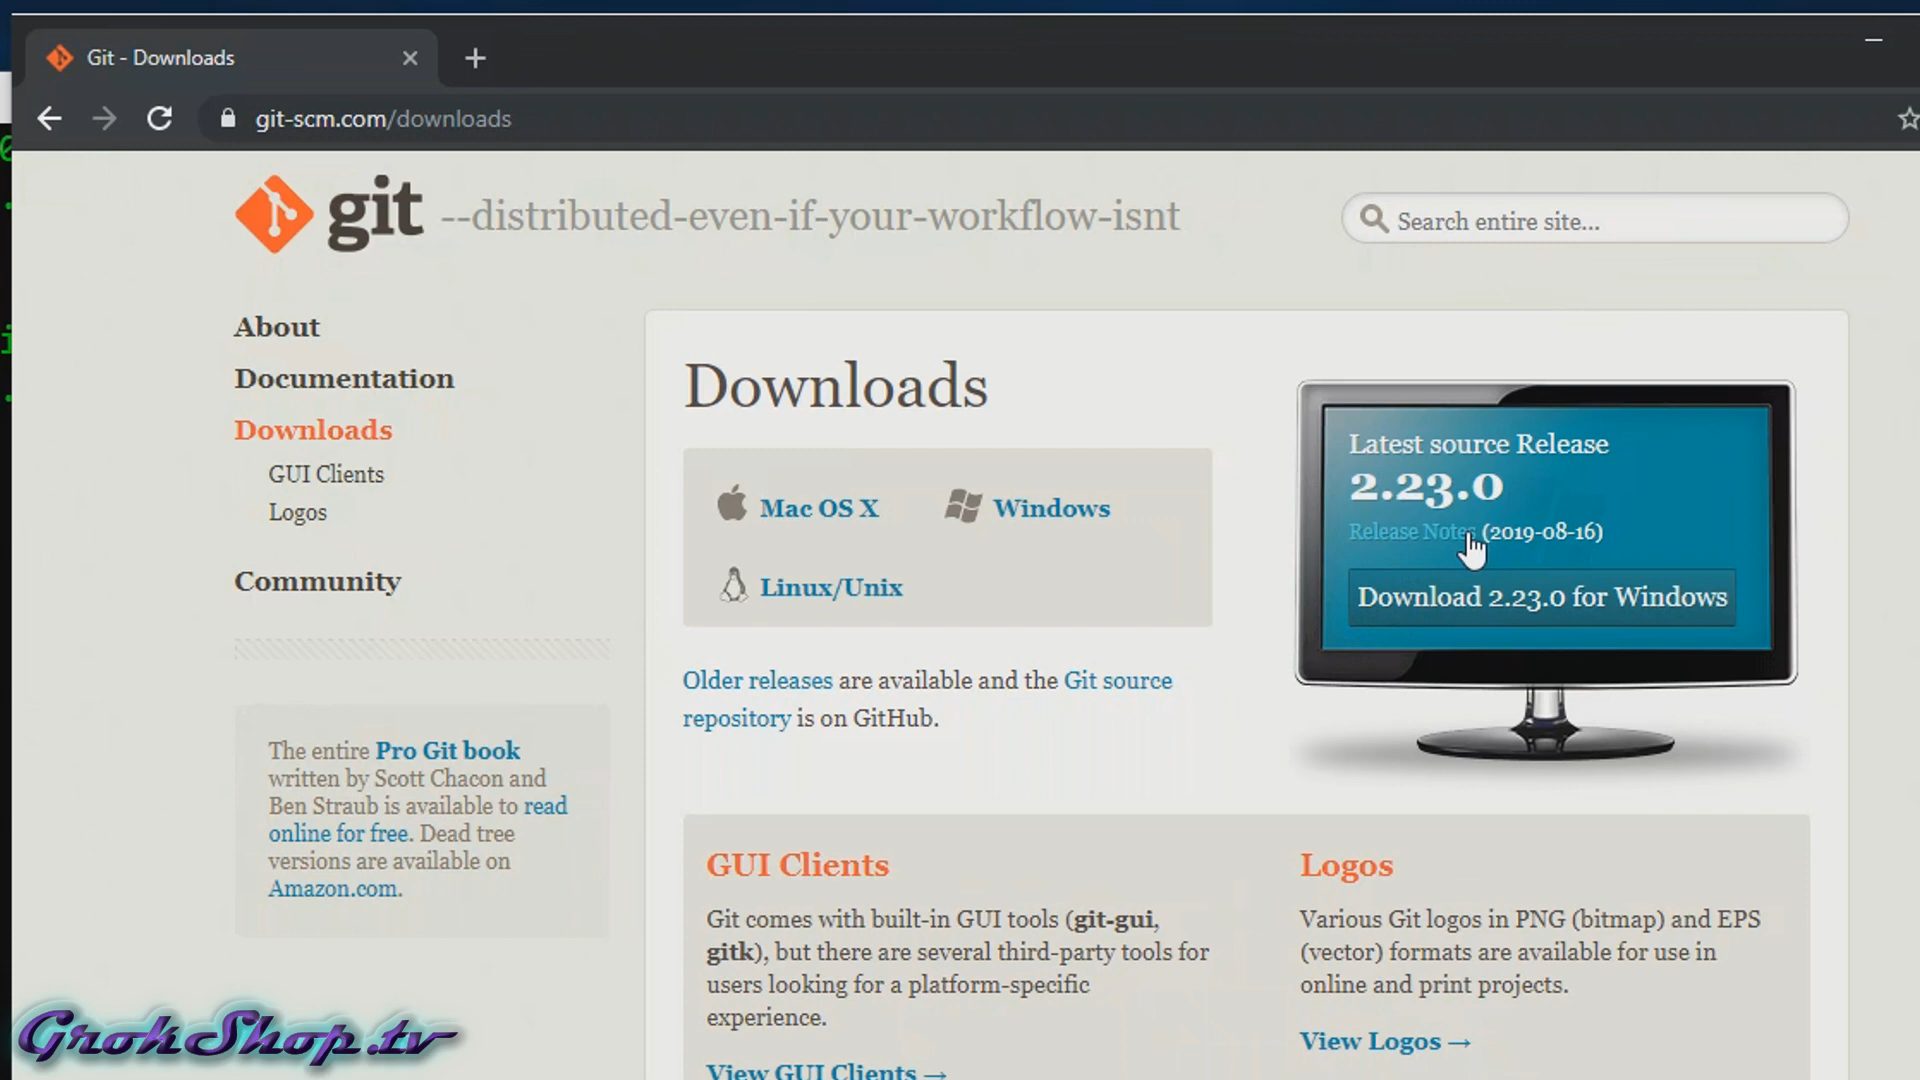 Git - Downloads
git-scm.com/downloads
git --distributed-even-if-your-workflow-isnt
Search entire site...
About
Documentation
Downloads
GUI Clients
Logos
Community
The entire Pro Git book
written by Scott Chacon and
Ben Straub is available to read
online for free. Dead tree
versions are available on
Amazon.com.
Downloads
Mac OS X
Windows
Linux/Unix
Older releases are available and the Git source
repository is on GitHub.
Latest source Release
2.23.0
Release Notes (2019-08-16)
Download 2.23.0 for Windows
GUI Clients
Git comes with built-in GUI tools (git-gui,
gitk), but there are several third-party tools for
users looking for a platform-specific
experience.
View GUI Clients →
Logos
Various Git logos in PNG (bitmap) and EPS
(vector) formats are available for use in
online and print projects.
View Logos →
GrokShop.tv